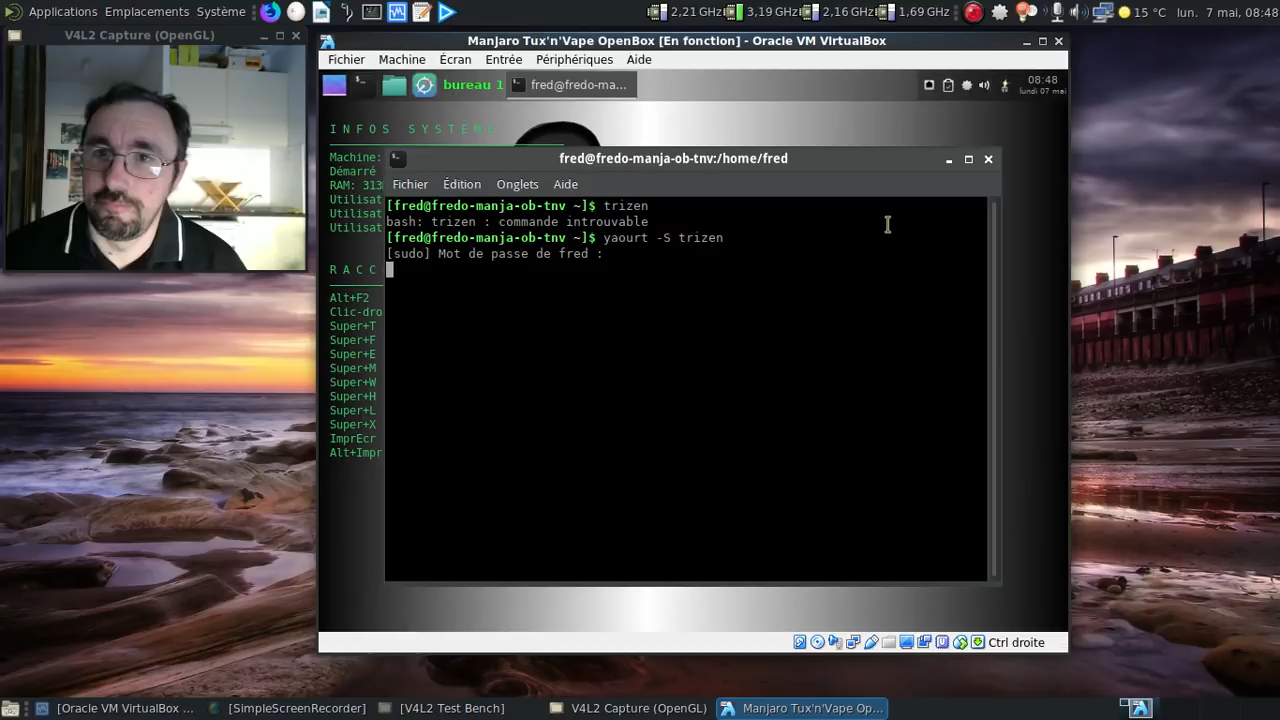 Applications Emplacements Système
2,21 GHz 3,19 GHz 2,16 GHz 1,69 GHz 15 °C lun. 7 mai, 08:48
V4L2 Capture (OpenGL)
Manjaro Tux'n'Vape OpenBox [En fonction] - Oracle VM VirtualBox
Fichier Machine Écran Entrée Périphériques Aide
bureau 1 fred@fredo-ma... 08:48
lundi 07 mai
INFOS SYSTEME
Machine:
Démarré
RAM: 313
Utilisat
Utilisat
Utilisat
RACC
Alt+F2
Clic-dro
Super+T
Super+F
Super+E
Super+M
Super+W
Super+H
Super+L
Super+X
ImprEcr
Alt+Impr
fred@fredo-manja-ob-tnv:/home/fred
Fichier Édition Onglets Aide
[fred@fredo-manja-ob-tnv ~]$ trizen
bash: trizen : commande introuvable
[fred@fredo-manja-ob-tnv ~]$ yaourt -S trizen
[sudo] Mot de passe de fred :
Ctrl droite
[Oracle VM VirtualBox ... [SimpleScreenRecorder] [V4L2 Test Bench] V4L2 Capture (OpenGL) Manjaro Tux'n'Vape Op...